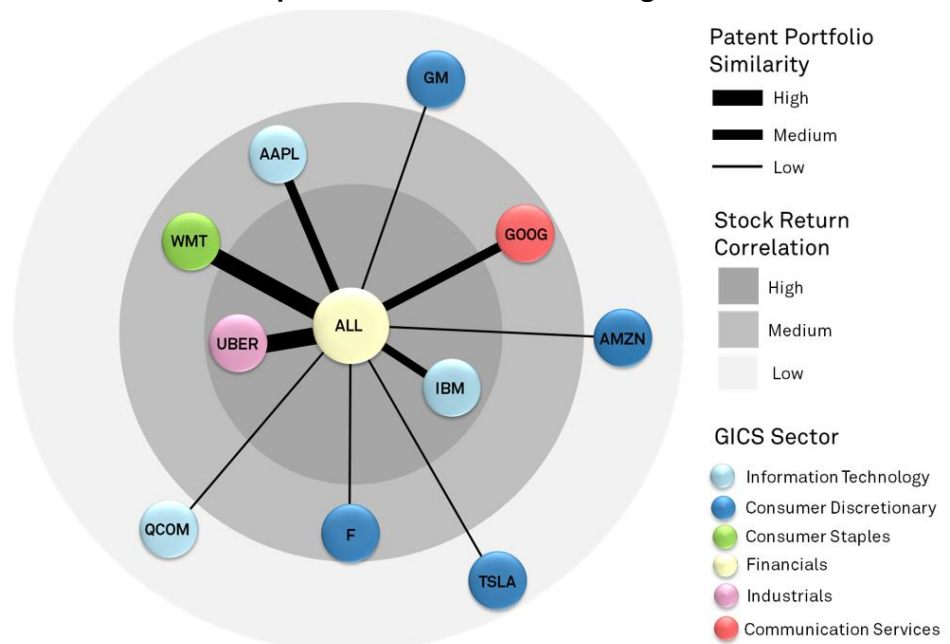 GM
AAPL
GOOG
WMT
ALL
UBER
AMZN
IBM
QCOM
F
TSLA
Patent Portfolio
Similarity
High
Medium
Low
Stock Return
Correlation
High
Medium
Low
GICS Sector
Information Technology
Consumer Discretionary
Consumer Staples
Financials
Industrials
Communication Services